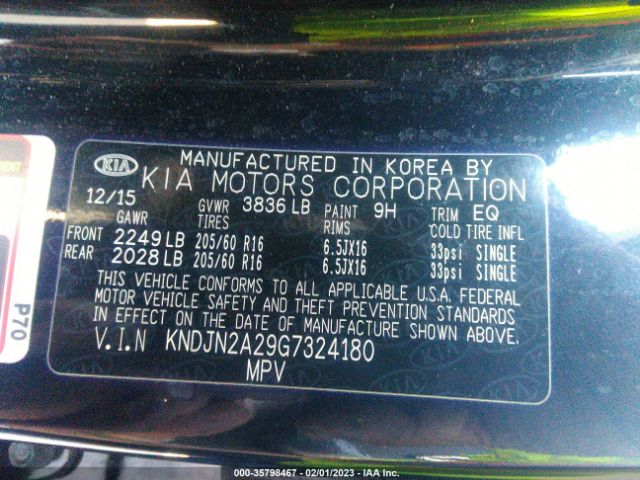 MENT
P70
KIA
MANUFACTURED IN KOREA BY
KIA MOTORS CORPORATION
12/15 GVWR 3836 LB PAINT 9H TRIM EQ
GAWR TIRES RIMS COLD TIRE INFL
FRONT 2249 LB 205/60 R16 6.5JX16 33psi SINGLE
REAR 2028 LB 205/60 R16 6.5JX16 33psi SINGLE
THIS VEHICLE CONFORMS TO ALL APPLICABLE U.S.A. FEDERAL
MOTOR VEHICLE SAFETY AND THEFT PREVENTION STANDARDS
IN EFFECT ON THE DATE OF MANUFACTURE SHOWN ABOVE.
V.I.N KNDJN2A29G7324180
MPV
000-35798467 - 02/01/2023 - IAA Inc.